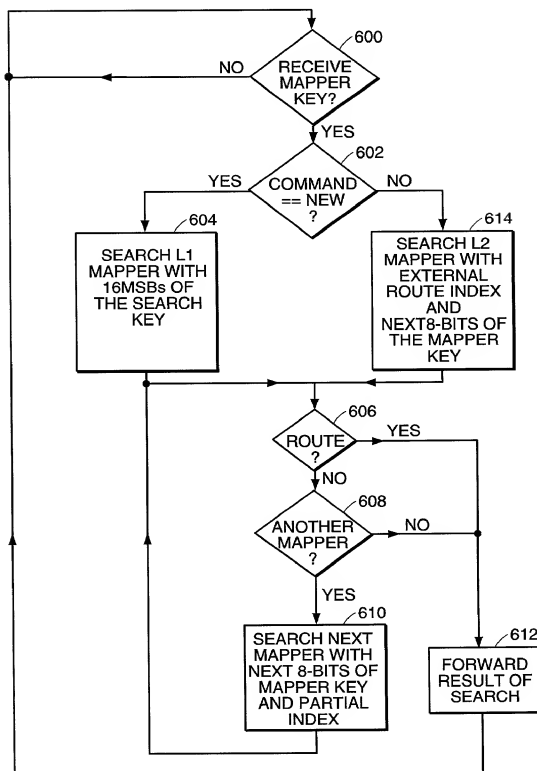 600
NO
RECEIVE
MAPPER
KEY?
YES
602
YES
COMMAND
== NEW
?
NO
604
SEARCH L1
MAPPER WITH
16MSBs OF
THE SEARCH
KEY
614
SEARCH L2
MAPPER WITH
EXTERNAL
ROUTE INDEX
AND
NEXT8-BITS OF
THE MAPPER
KEY
606
ROUTE
?
YES
NO
608
ANOTHER
MAPPER
?
NO
YES
610
SEARCH NEXT
MAPPER WITH
NEXT 8-BITS OF
MAPPER KEY
AND PARTIAL
INDEX
612
FORWARD
RESULT OF
SEARCH